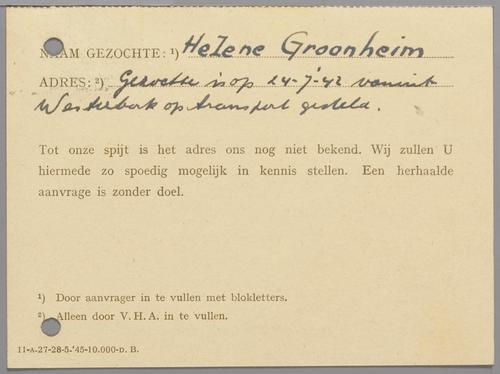 NAAM GEZOCHTE: ¹) Helene Groonheim
ADRES: ²) Gezochte is op 24-7-'42 vanuit
Westerbork op transport gesteld.
Tot onze spijt is het adres ons nog niet bekend. Wij zullen U
hiermede zo spoedig mogelijk in kennis stellen. Een herhaalde
aanvrage is zonder doel.
¹) Door aanvrager in te vullen met blokletters.
²) Alleen door V. H. A. in te vullen.
II-A-27-28-5-'45-10.000-D. B.